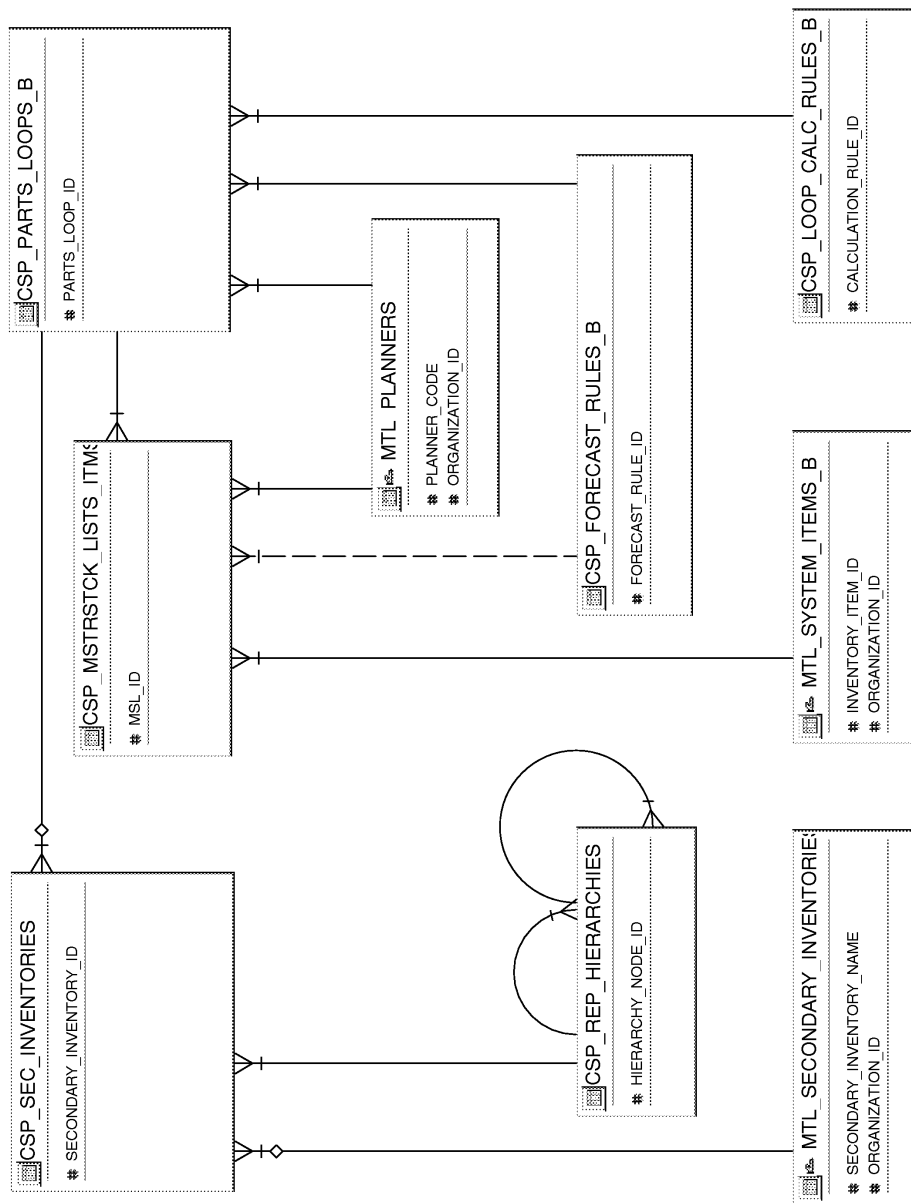 CSP_SEC_INVENTORIES
# SECONDARY_INVENTORY_ID
CSP_MSTRSTCK_LISTS_ITMS
# MSL_ID
CSP_PARTS_LOOPS_B
# PARTS_LOOP_ID
MTL_PLANNERS
# PLANNER_CODE
# ORGANIZATION_ID
CSP_REP_HIERARCHIES
# HIERARCHY_NODE_ID
CSP_FORECAST_RULES_B
# FORECAST_RULE_ID
MTL_SECONDARY_INVENTORIES
# SECONDARY_INVENTORY_NAME
# ORGANIZATION_ID
MTL_SYSTEM_ITEMS_B
# INVENTORY_ITEM_ID
# ORGANIZATION_ID
CSP_LOOP_CALC_RULES_B
# CALCULATION_RULE_ID